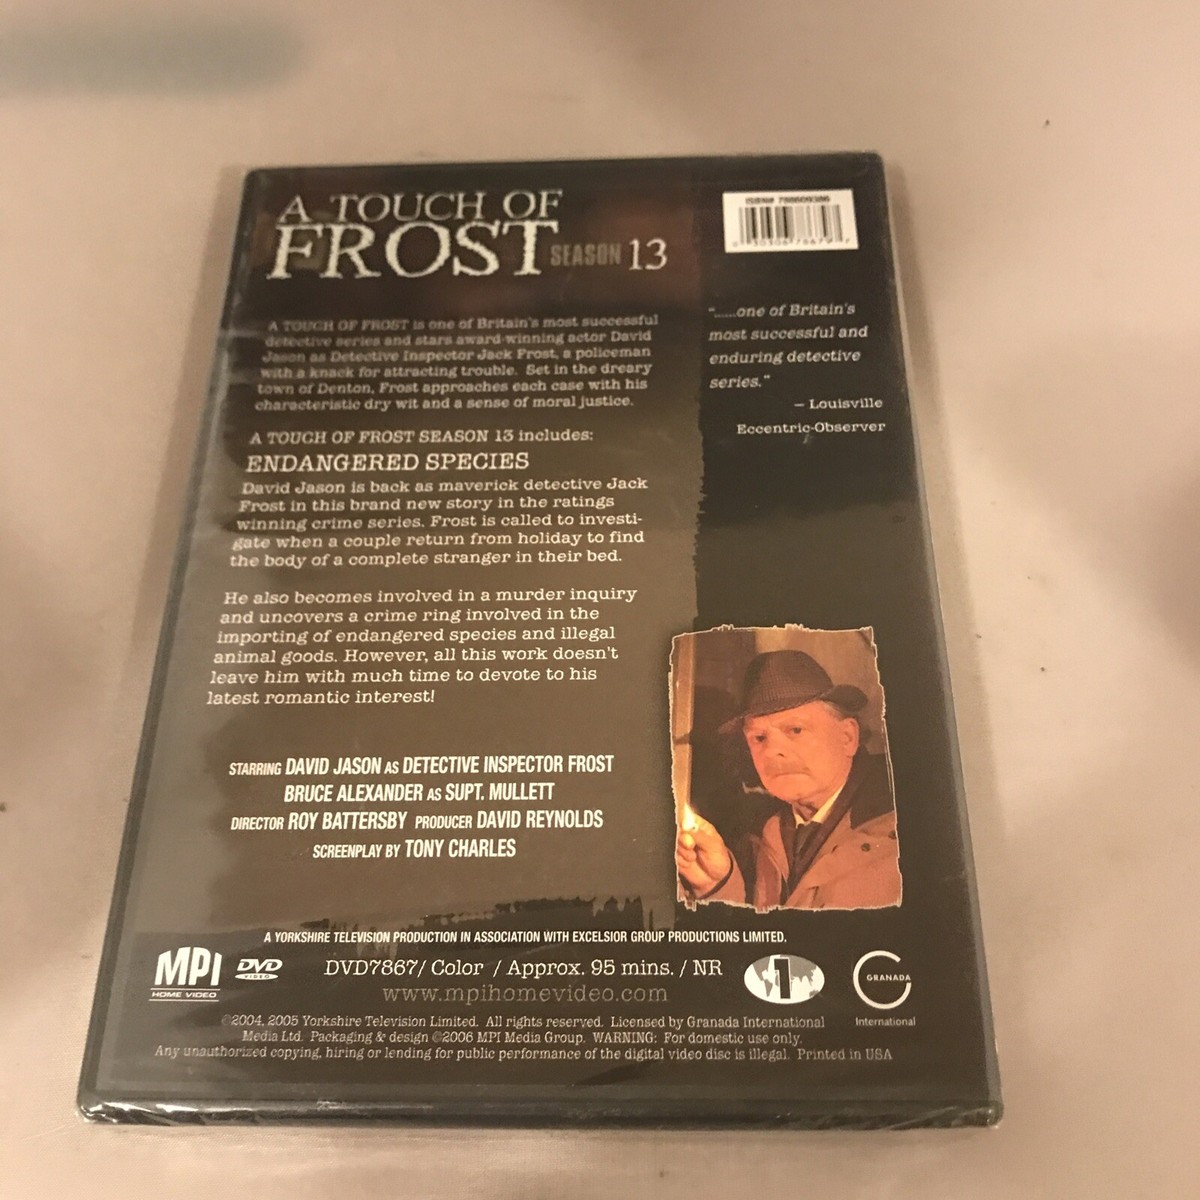 A TOUCH OF
FROST SEASON 13
ISBN# 788609386
0 30306 78679 7
A TOUCH OF FROST is one of Britain's most successful
detective series and stars award-winning actor David
Jason as Detective Inspector Jack Frost, a policeman
with a knack for attracting trouble. Set in the dreary
town of Denton, Frost approaches each case with his
characteristic dry wit and a sense of moral justice.
"......one of Britain's
most successful and
enduring detective
series."
– Louisville
Eccentric-Observer
A TOUCH OF FROST SEASON 13 includes:
ENDANGERED SPECIES
David Jason is back as maverick detective Jack
Frost in this brand new story in the ratings
winning crime series. Frost is called to investi-
gate when a couple return from holiday to find
the body of a complete stranger in their bed.
He also becomes involved in a murder inquiry
and uncovers a crime ring involved in the
importing of endangered species and illegal
animal goods. However, all this work doesn't
leave him with much time to devote to his
latest romantic interest!
STARRING DAVID JASON AS DETECTIVE INSPECTOR FROST
BRUCE ALEXANDER AS SUPT. MULLETT
DIRECTOR ROY BATTERSBY PRODUCER DAVID REYNOLDS
SCREENPLAY BY TONY CHARLES
A YORKSHIRE TELEVISION PRODUCTION IN ASSOCIATION WITH EXCELSIOR GROUP PRODUCTIONS LIMITED.
MPI
HOME VIDEO
DVD
VIDEO
DVD7867/ Color / Approx. 95 mins. / NR
www.mpihomevideo.com
1
GRANADA
International
©2004, 2005 Yorkshire Television Limited. All rights reserved. Licensed by Granada International
Media Ltd. Packaging & design ©2006 MPI Media Group. WARNING: For domestic use only.
Any unauthorized copying, hiring or lending for public performance of the digital video disc is illegal. Printed in USA